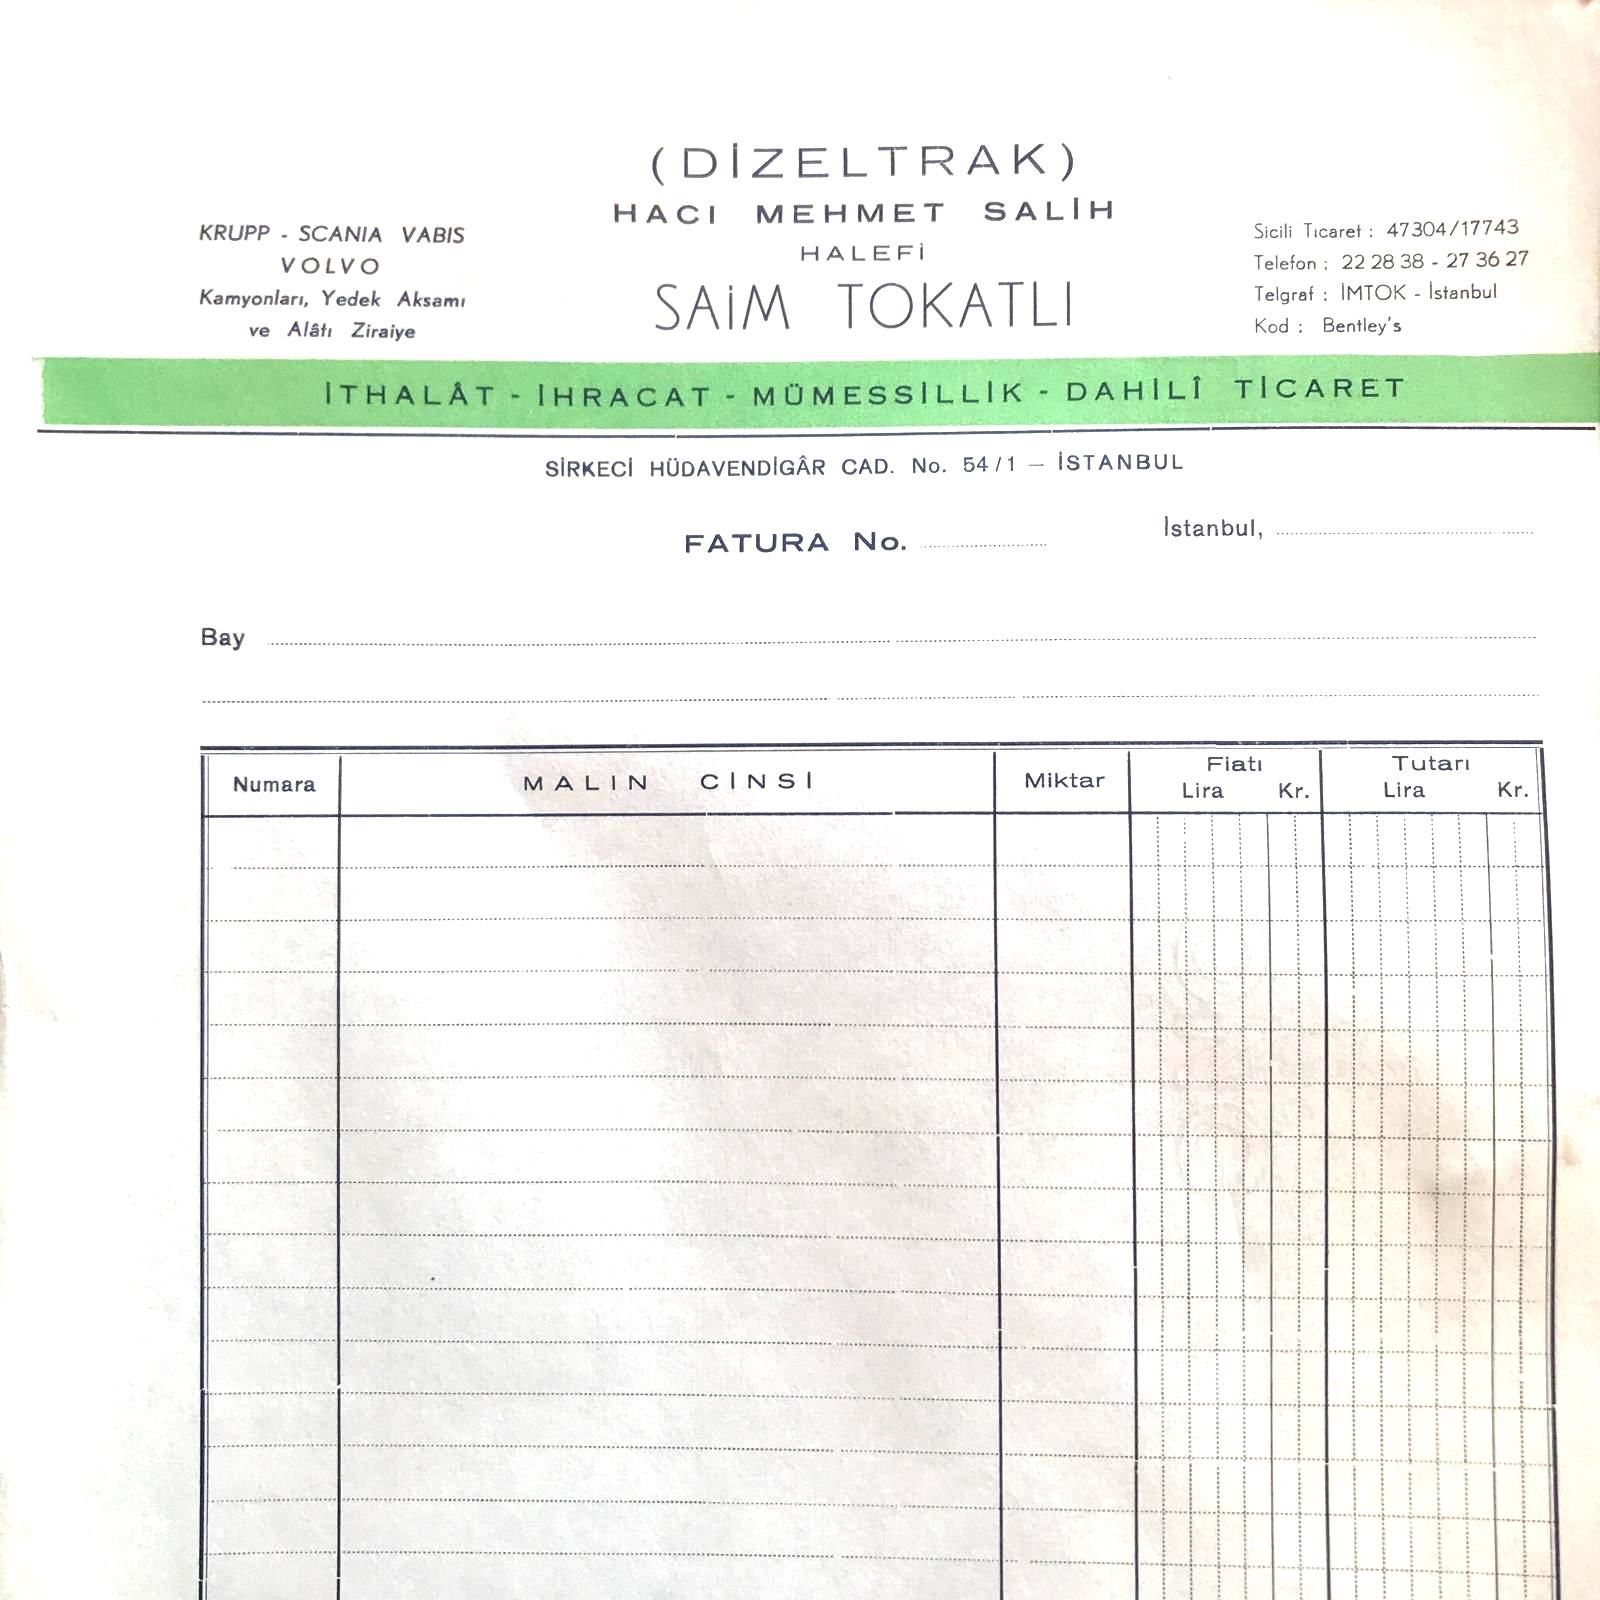 (DİZELTRAK)
HACI MEHMET SALİH
HALEFİ
SAİM TOKATLI
KRUPP - SCANIA VABIS
VOLVO
Kamyonları, Yedek Aksamı
ve Alâtı Ziraiye
Sicili Ticaret : 47304/17743
Telefon : 22 28 38 - 27 36 27
Telgraf : İMTOK - İstanbul
Kod : Bentley's
İTHALÂT - İHRACAT - MÜMESSİLLİK - DAHİLÎ TİCARET
SİRKECİ HÜDAVENDİGÂR CAD. No. 54/1 — İSTANBUL
FATURA No.
İstanbul,
Bay
Numara MALIN CİNSİ Miktar Fiatı Tutarı
Lira Kr. Lira Kr.